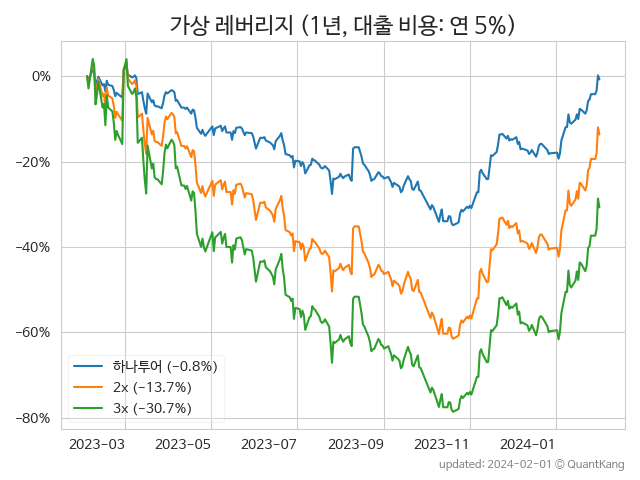 가상 레버리지 (1년, 대출 비용: 연 5%)
0%
−20%
−40%
−60%
−80%
하나투어 (−0.8%)
2x (−13.7%)
3x (−30.7%)
2023-03 2023-05 2023-07 2023-09 2023-11 2024-01
updated: 2024-02-01 © QuantKang